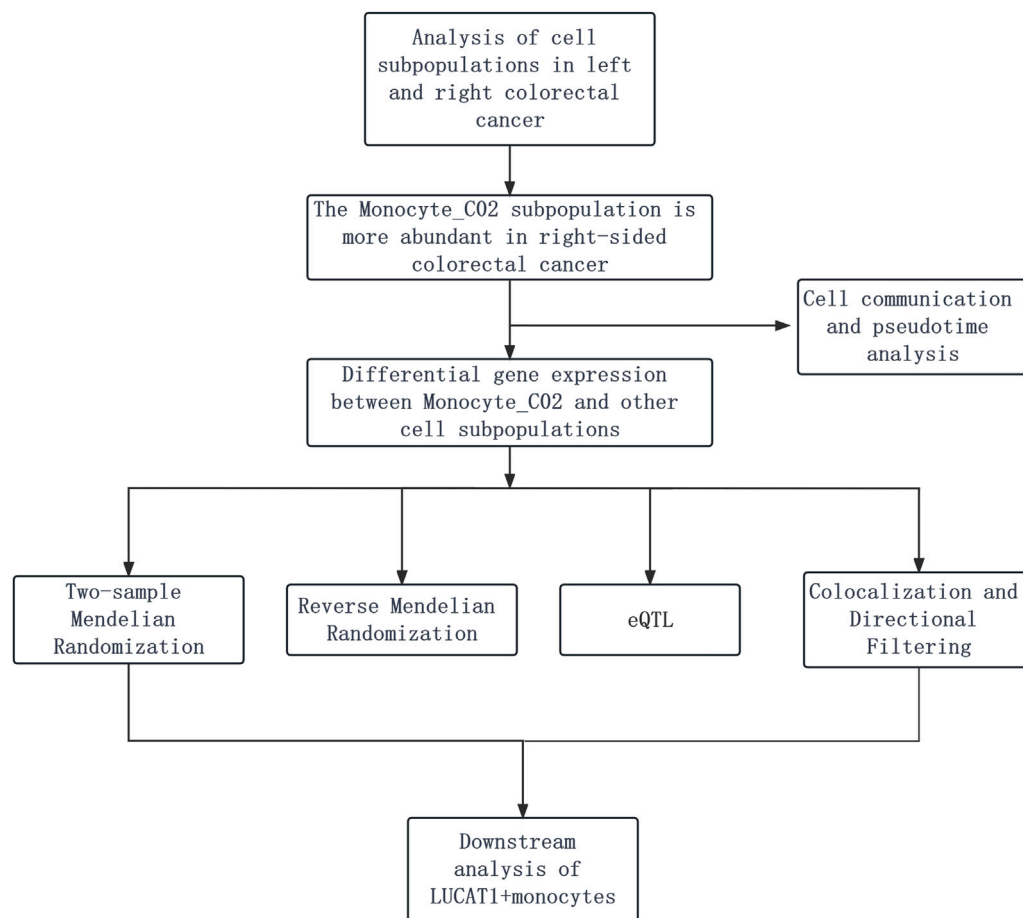 Analysis of cell
subpopulations in left
and right colorectal
cancer
The Monocyte_C02 subpopulation is
more abundant in right-sided
colorectal cancer
Cell communication
and pseudotime
analysis
Differential gene expression
between Monocyte_C02 and other
cell subpopulations
Two-sample
Mendelian
Randomization
Reverse Mendelian
Randomization
eQTL
Colocalization and
Directional
Filtering
Downstream
analysis of
LUCAT1+monocytes